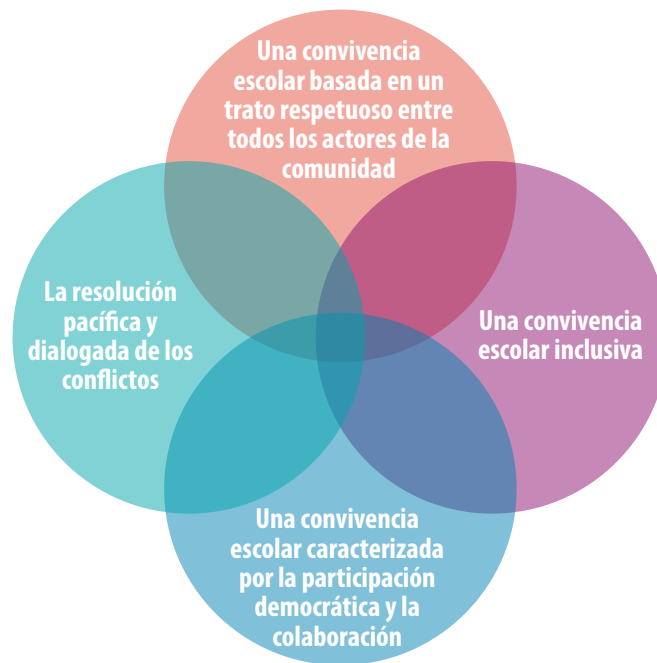 Una convivencia
escolar basada en un
trato respetuoso entre
todos los actores de la
comunidad
La resolución
pacífica y
dialogada de los
conflictos
Una convivencia
escolar inclusiva
Una convivencia
escolar caracterizada
por la participación
democrática y la
colaboración